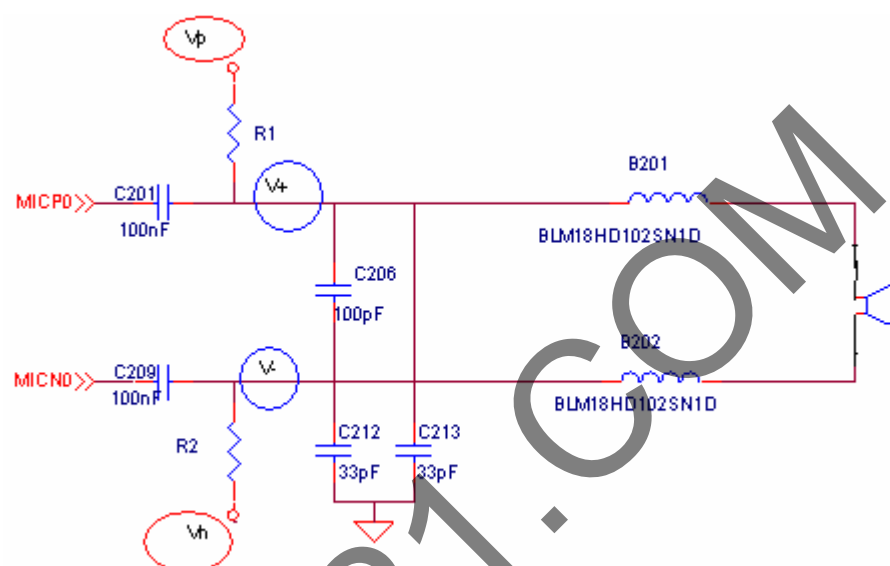 Vp
R1
B201
MICP0
C201
V+
100nF
BLM18HD102SN1D
C206
100pF
B202
MICN0
C209
V-
100nF
BLM18HD102SN1D
R2
C212
C213
33pF
33pF
Vn
21.COM